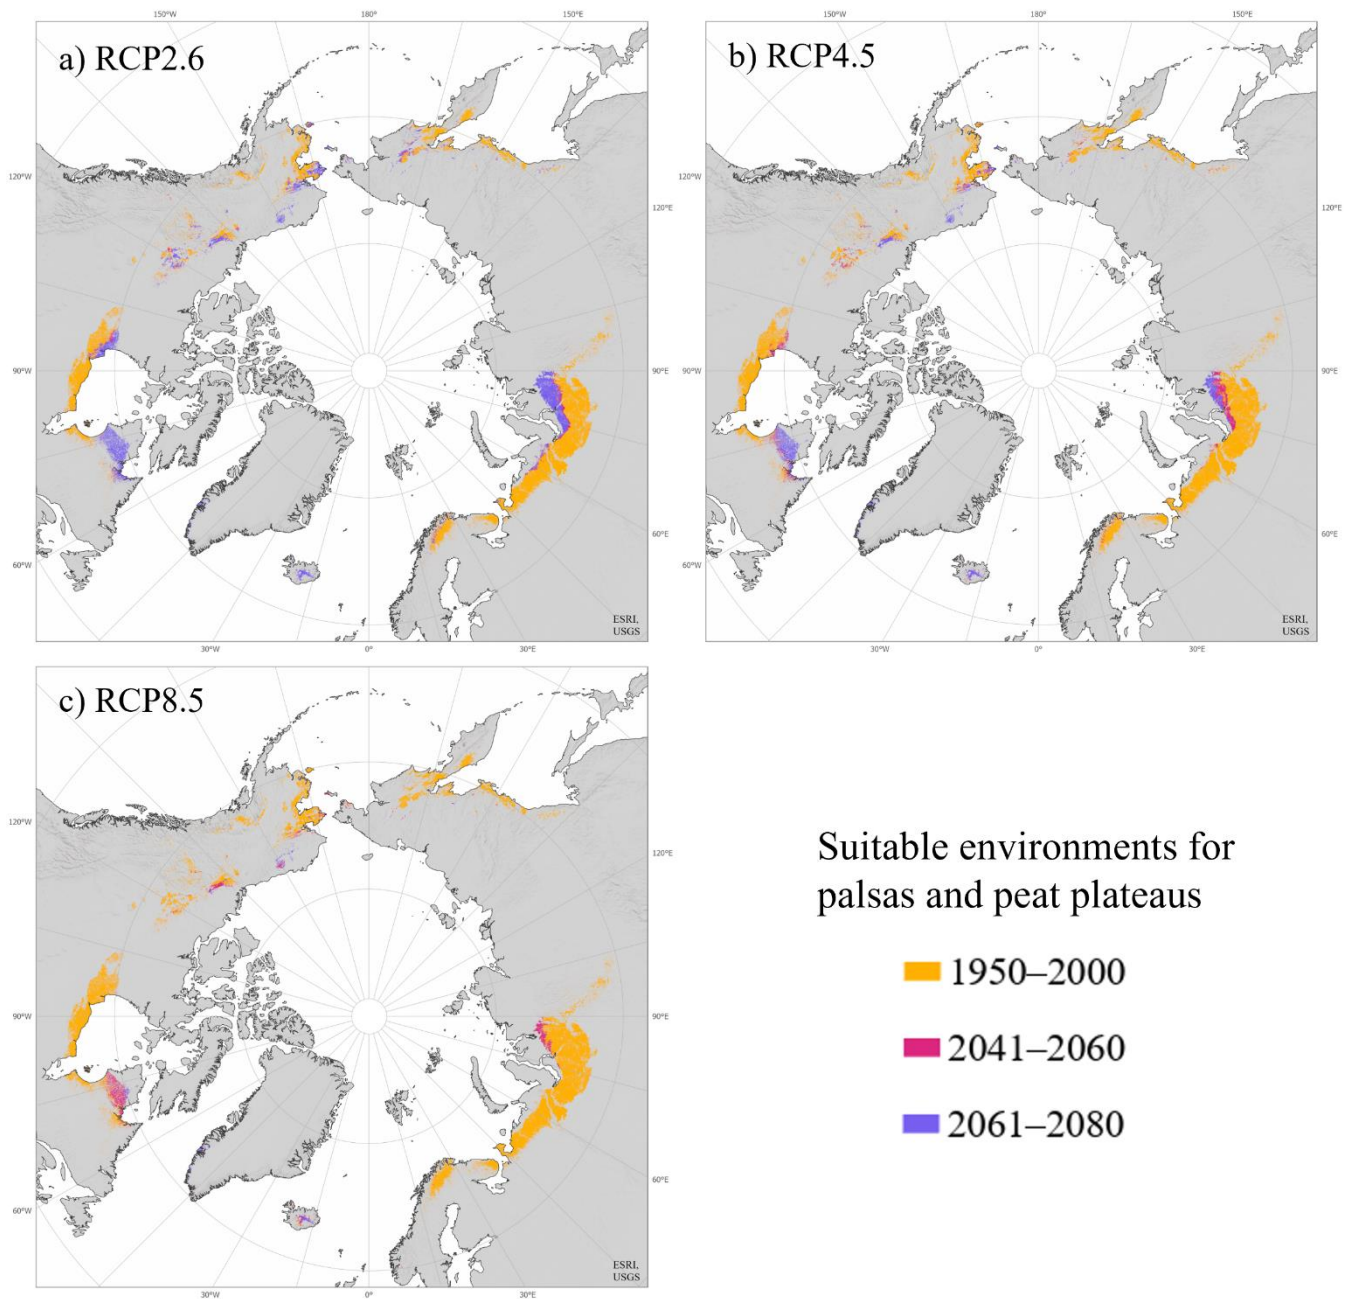 150°W
180°
150°E
150°W
180°
150°E
a) RCP2.6
b) RCP4.5
120°W
120°E
120°W
120°E
90°W
90°E
90°W
90°E
60°W
60°E
60°W
60°E
ESRI,
USGS
ESRI,
USGS
30°W
0°
30°E
30°W
0°
30°E
c) RCP8.5
120°W
120°E
90°W
90°E
60°W
60°E
ESRI,
USGS
30°W
0°
30°E
Suitable environments for
palsas and peat plateaus
1950–2000
2041–2060
2061–2080